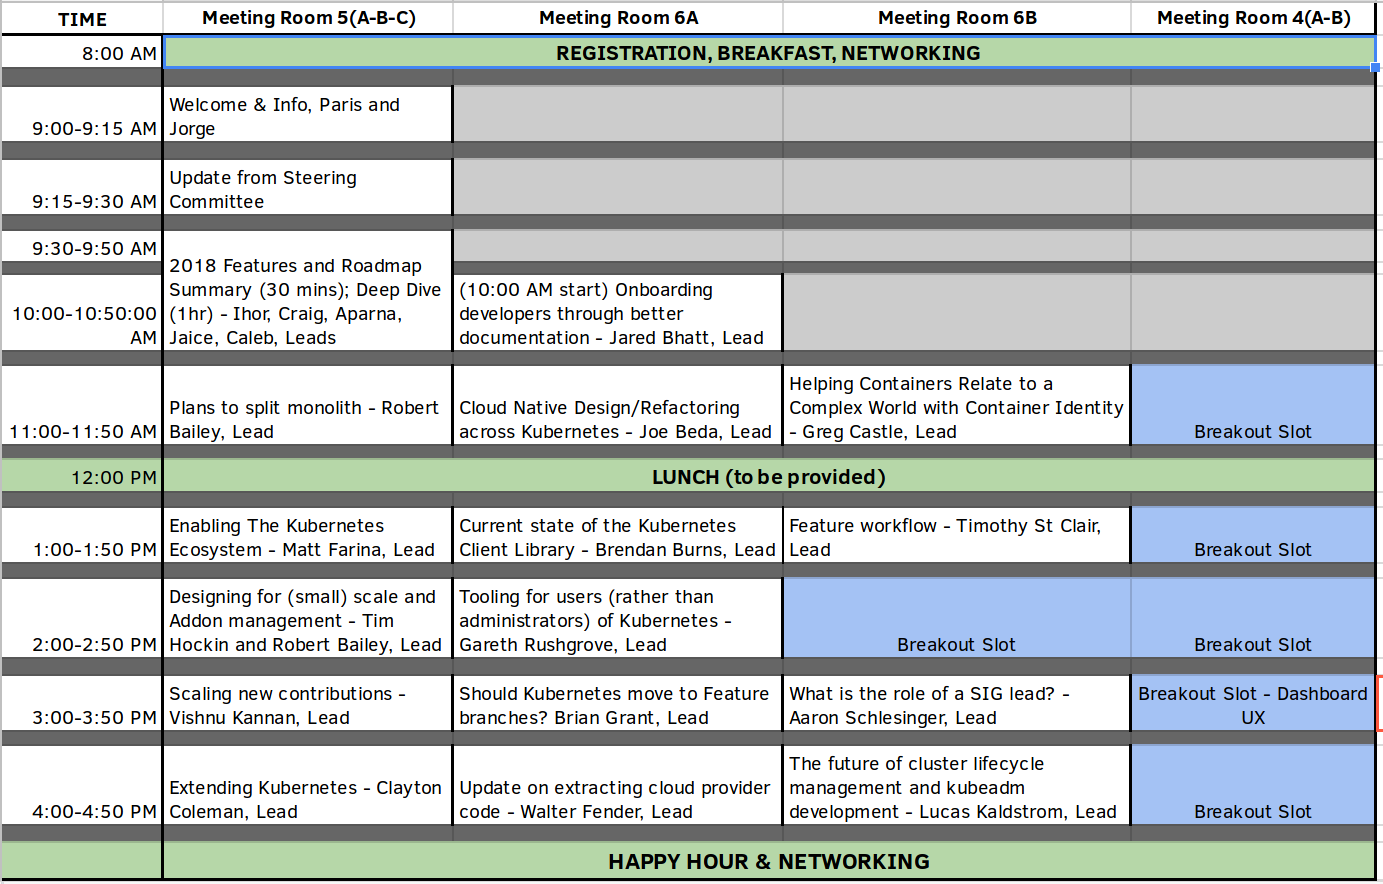 TIME
Meeting Room 5(A-B-C)
Meeting Room 6A
Meeting Room 6B
Meeting Room 4(A-B)
8:00 AM
REGISTRATION, BREAKFAST, NETWORKING
9:00-9:15 AM
Welcome & Info, Paris and
Jorge
9:15-9:30 AM
Update from Steering
Committee
9:30-9:50 AM
10:00-10:50:00
AM
2018 Features and Roadmap
Summary (30 mins); Deep Dive
(1hr) - Ihor, Craig, Aparna,
Jaice, Caleb, Leads
(10:00 AM start) Onboarding
developers through better
documentation - Jared Bhatt, Lead
11:00-11:50 AM
Plans to split monolith - Robert
Bailey, Lead
Cloud Native Design/Refactoring
across Kubernetes - Joe Beda, Lead
Helping Containers Relate to a
Complex World with Container Identity
- Greg Castle, Lead
Breakout Slot
12:00 PM
LUNCH (to be provided)
1:00-1:50 PM
Enabling The Kubernetes
Ecosystem - Matt Farina, Lead
Current state of the Kubernetes
Client Library - Brendan Burns, Lead
Feature workflow - Timothy St Clair,
Lead
Breakout Slot
2:00-2:50 PM
Designing for (small) scale and
Addon management - Tim
Hockin and Robert Bailey, Lead
Tooling for users (rather than
administrators) of Kubernetes -
Gareth Rushgrove, Lead
Breakout Slot
Breakout Slot
3:00-3:50 PM
Scaling new contributions -
Vishnu Kannan, Lead
Should Kubernetes move to Feature
branches? Brian Grant, Lead
What is the role of a SIG lead? -
Aaron Schlesinger, Lead
Breakout Slot - Dashboard
UX
4:00-4:50 PM
Extending Kubernetes - Clayton
Coleman, Lead
Update on extracting cloud provider
code - Walter Fender, Lead
The future of cluster lifecycle
management and kubeadm
development - Lucas Kaldstrom, Lead
Breakout Slot
HAPPY HOUR & NETWORKING